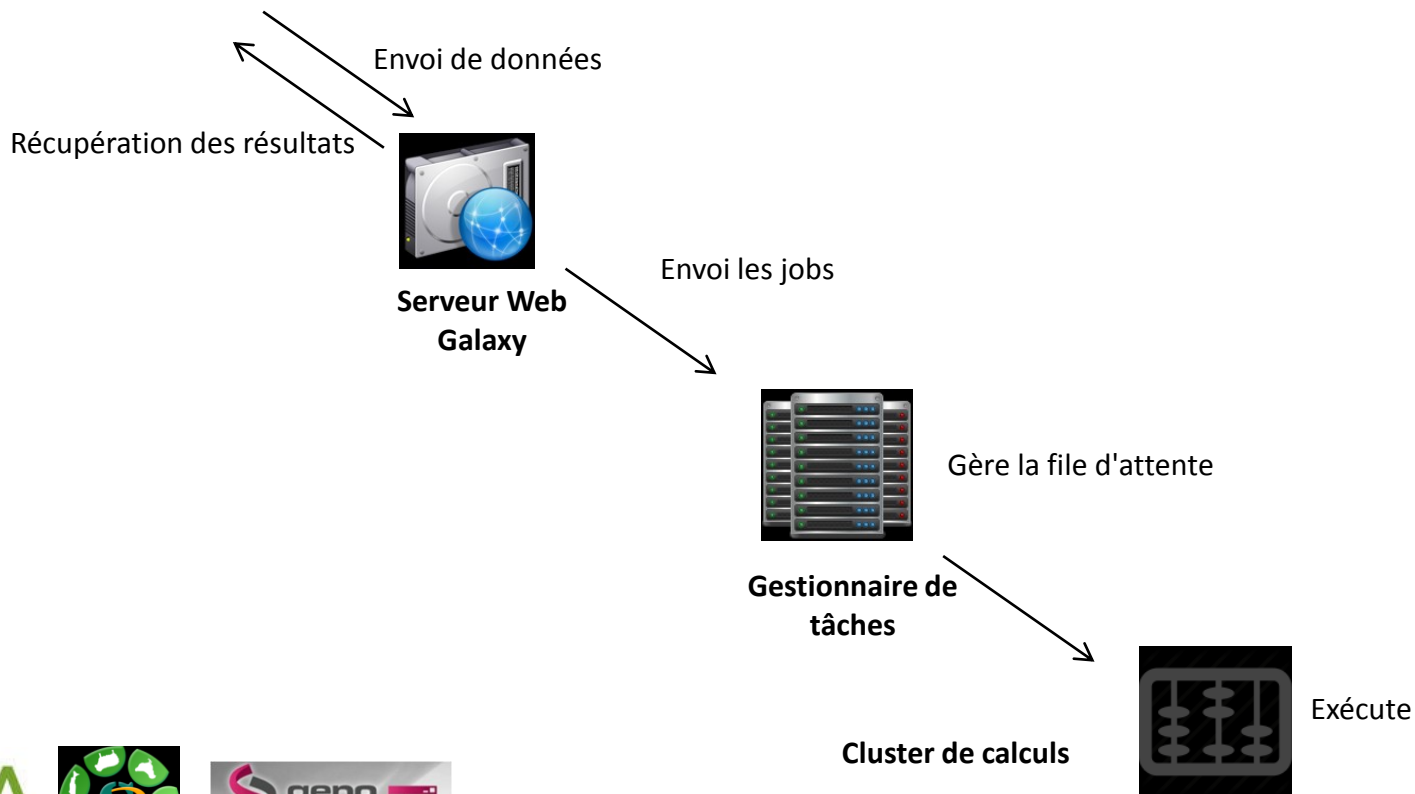 Envoi de données
Récupération des résultats
Serveur Web
Galaxy
Envoi les jobs
Gère la file d'attente
Gestionnaire de
tâches
Exécute
Cluster de calculs
geno